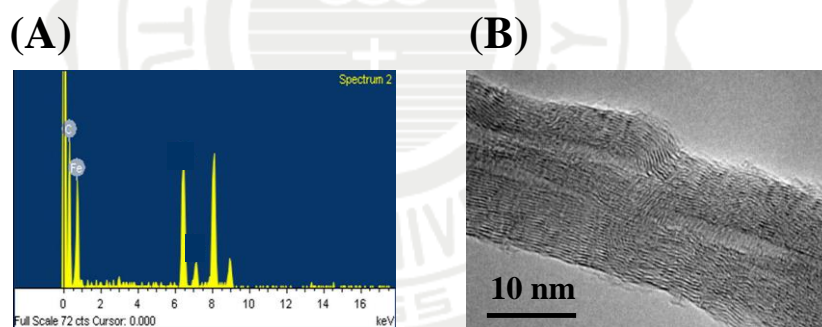 (A)
(B)
Spectrum 2
C
Fe
0 2 4 6 8 10 12 14 16
Full Scale 72 cts Cursor: 0.000
keV
10 nm